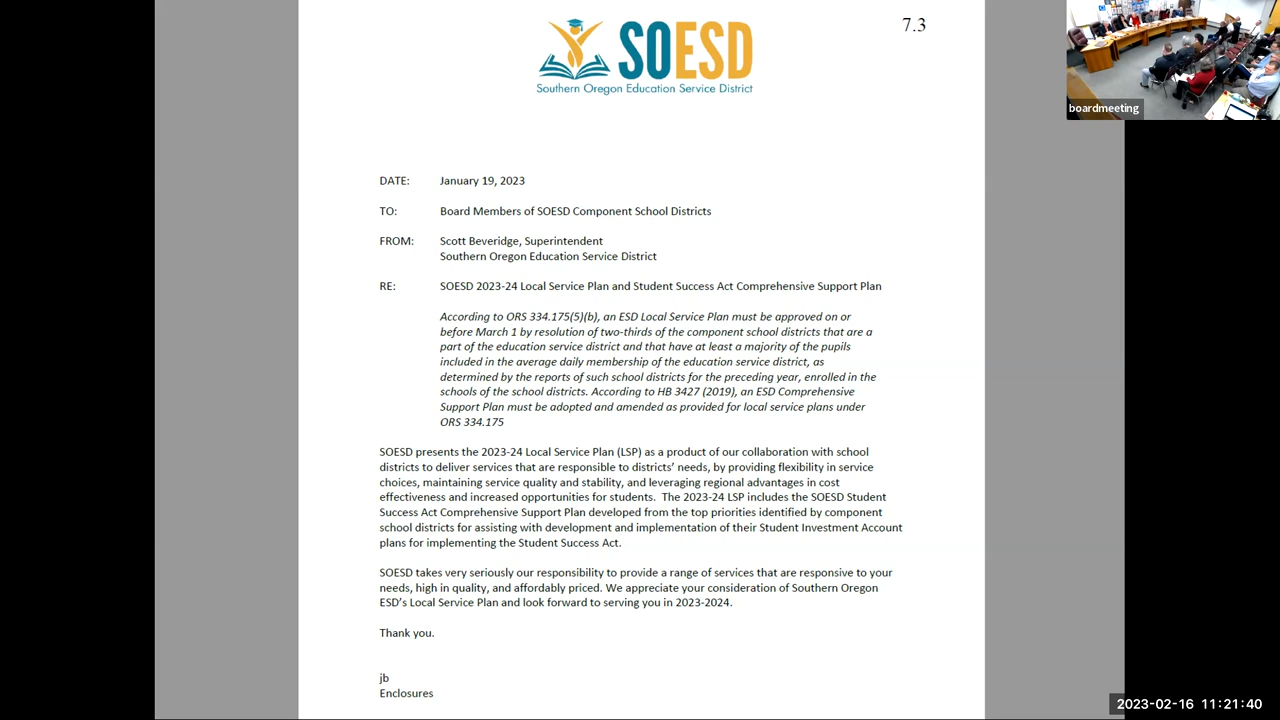 7.3
SOESD
Southern Oregon Education Service District
boardmeeting
DATE: January 19, 2023
TO: Board Members of SOESD Component School Districts
FROM: Scott Beveridge, Superintendent
Southern Oregon Education Service District
RE: SOESD 2023-24 Local Service Plan and Student Success Act Comprehensive Support Plan
According to ORS 334.175(5)(b), an ESD Local Service Plan must be approved on or
before March 1 by resolution of two-thirds of the component school districts that are a
part of the education service district and that have at least a majority of the pupils
included in the average daily membership of the education service district, as
determined by the reports of such school districts for the preceding year, enrolled in the
schools of the school districts. According to HB 3427 (2019), an ESD Comprehensive
Support Plan must be adopted and amended as provided for local service plans under
ORS 334.175
SOESD presents the 2023-24 Local Service Plan (LSP) as a product of our collaboration with school
districts to deliver services that are responsible to districts' needs, by providing flexibility in service
choices, maintaining service quality and stability, and leveraging regional advantages in cost
effectiveness and increased opportunities for students. The 2023-24 LSP includes the SOESD Student
Success Act Comprehensive Support Plan developed from the top priorities identified by component
school districts for assisting with development and implementation of their Student Investment Account
plans for implementing the Student Success Act.
SOESD takes very seriously our responsibility to provide a range of services that are responsive to your
needs, high in quality, and affordably priced. We appreciate your consideration of Southern Oregon
ESD's Local Service Plan and look forward to serving you in 2023-2024.
Thank you.
jb
Enclosures
2023-02-16 11:21:40